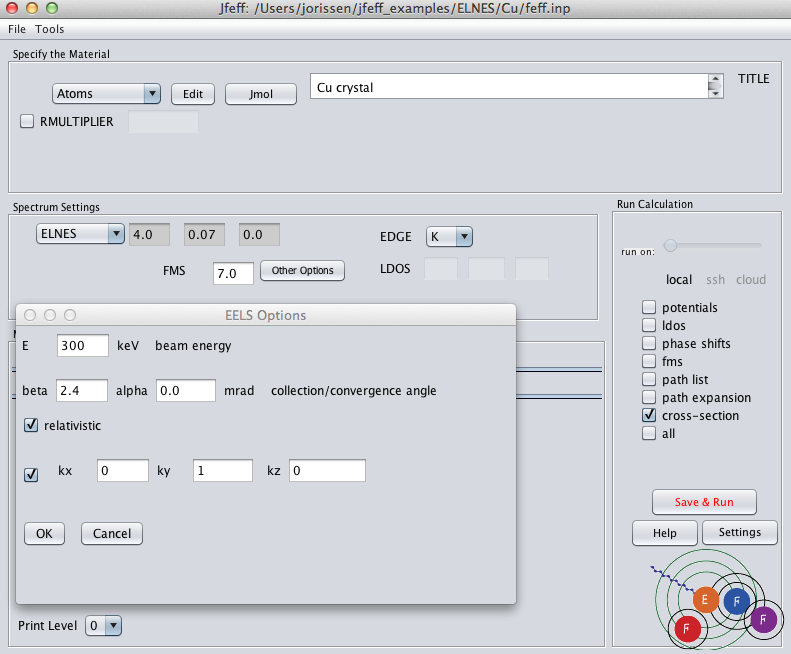 Jfeff: /Users/jorissen/jfeff_examples/ELNES/Cu/feff.inp
File Tools
Specify the Material
Atoms Edit Jmol Cu crystal TITLE
RMULTIPLIER
Spectrum Settings
ELNES 4.0 0.07 0.0 EDGE K
FMS 7.0 Other Options LDOS
Run Calculation
run on:
local ssh cloud
potentials
ldos
phase shifts
fms
path list
path expansion
cross-section
all
Save & Run
Help Settings
E F F F
EELS Options
E 300 keV beam energy
beta 2.4 alpha 0.0 mrad collection/convergence angle
relativistic
kx 0 ky 1 kz 0
OK Cancel
Print Level 0